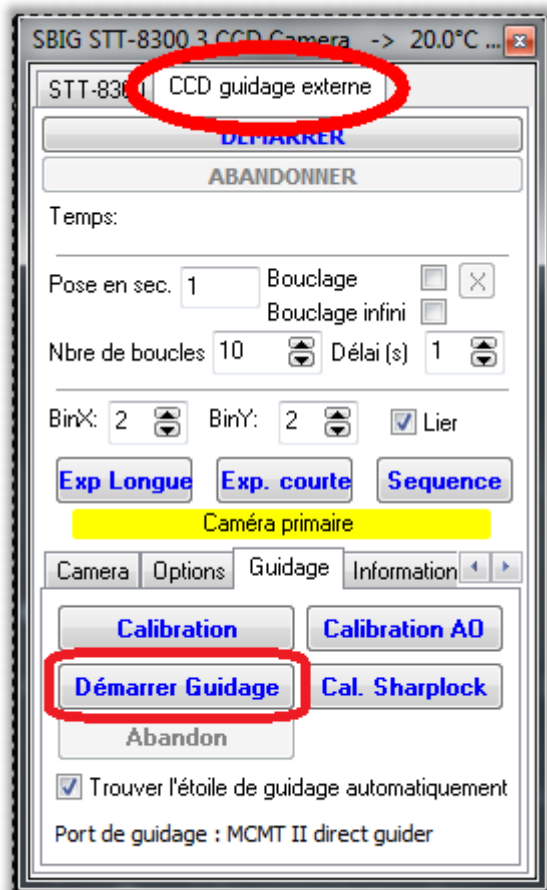 SBIG STT-8300 3 CCD Camera -> 20.0°C ...
STT-8300 CCD guidage externe
DEMARRER
ABANDONNER
Temps:
Pose en sec. 1 Bouclage X
Bouclage infini
Nbre de boucles 10 Délai (s) 1
BinX: 2 BinY: 2 Lier
Exp Longue Exp. courte Sequence
Caméra primaire
Camera Options Guidage Information
Calibration Calibration AO
Démarrer Guidage Cal. Sharplock
Abandon
Trouver l'étoile de guidage automatiquement
Port de guidage : MCMT II direct guider